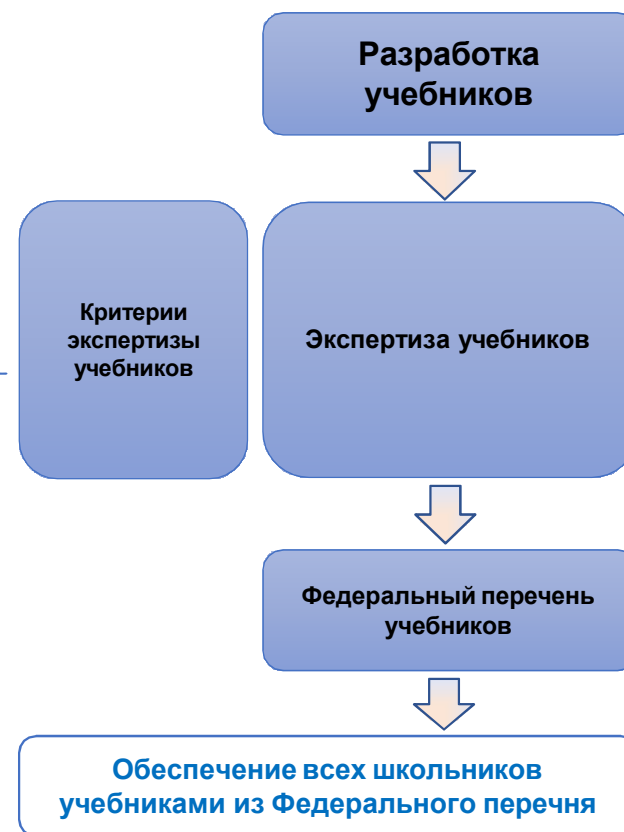 Разработка
учебников
Критерии
экспертизы
учебников
Экспертиза учебников
Федеральный перечень
учебников
Обеспечение всех школьников
учебниками из Федерального перечня